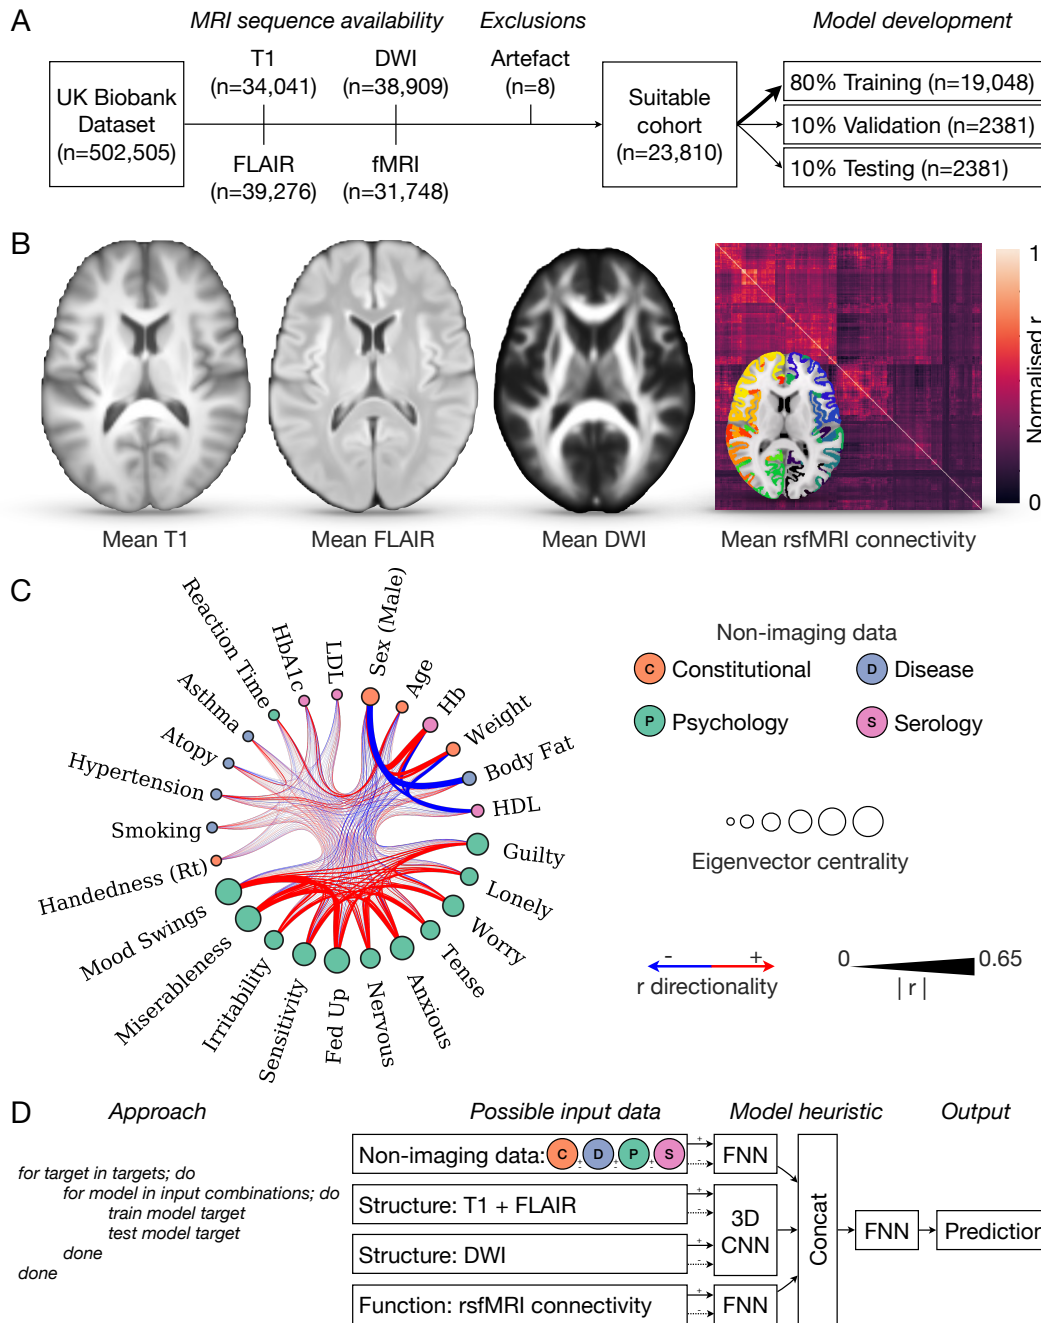 A
MRI sequence availability
Exclusions
Model development
UK Biobank
Dataset
(n=502,505)
T1
(n=34,041)
DWI
(n=38,909)
FLAIR
(n=39,276)
fMRI
(n=31,748)
Artefact
(n=8)
Suitable
cohort
(n=23,810)
80% Training (n=19,048)
10% Validation (n=2381)
10% Testing (n=2381)
B
1
Normalised r
0
Mean T1
Mean FLAIR
Mean DWI
Mean rsfMRI connectivity
C
Reaction Time
HbA1c
LDL
Sex (Male)
Age
Hb
Weight
Body Fat
HDL
Guilty
Lonely
Worry
Tense
Anxious
Nervous
Fed Up
Sensitivity
Irritability
Miserableness
Mood Swings
Handedness (Rt)
Smoking
Hypertension
Atopy
Asthma
Non-imaging data
C Constitutional
D Disease
P Psychology
S Serology
Eigenvector centrality
- +
r directionality
0 0.65
| r |
D
Approach
Possible input data
Model heuristic
Output
for target in targets; do
for model in input combinations; do
train model target
test model target
done
done
Non-imaging data: C D P S
+ - + - + -
Structure: T1 + FLAIR
Structure: DWI
Function: rsfMRI connectivity
+
-
+
-
+
-
+
-
FNN
3D
CNN
FNN
Concat
FNN
Prediction